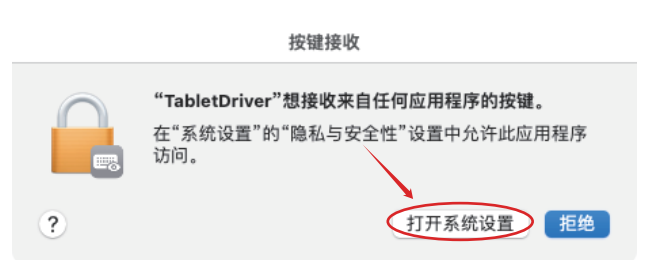 按键接收
“TabletDriver”想接收来自任何应用程序的按键。
在“系统设置”的“隐私与安全性”设置中允许此应用程序
访问。
?
打开系统设置
拒绝